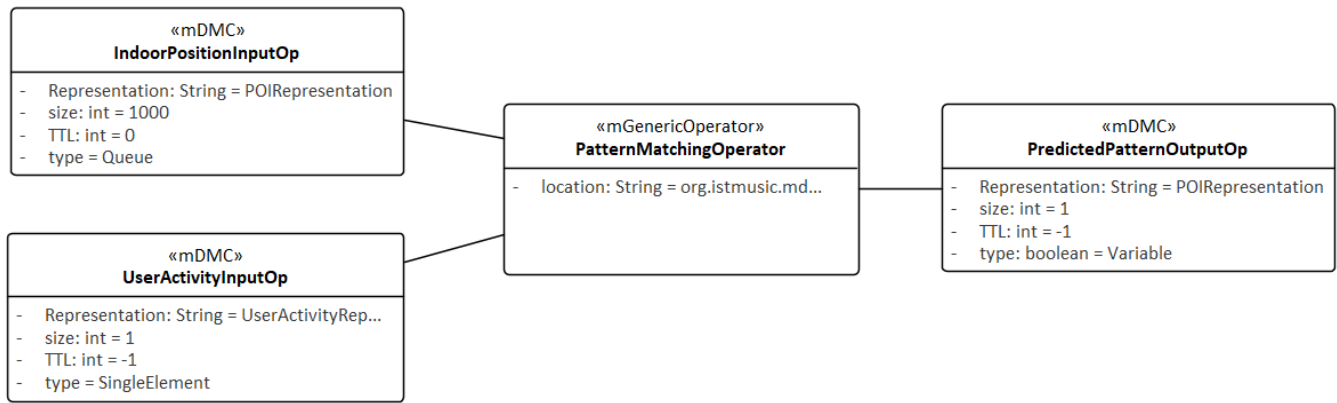 «mDMC»
IndoorPositionInputOp
- Representation: String = POIRepresentation
- size: int = 1000
- TTL: int = 0
- type = Queue
«mDMC»
UserActivityInputOp
- Representation: String = UserActivityRep...
- size: int = 1
- TTL: int = -1
- type = SingleElement
«mGenericOperator»
PatternMatchingOperator
- location: String = org.istmusic.md...
«mDMC»
PredictedPatternOutputOp
- Representation: String = POIRepresentation
- size: int = 1
- TTL: int = -1
- type: boolean = Variable